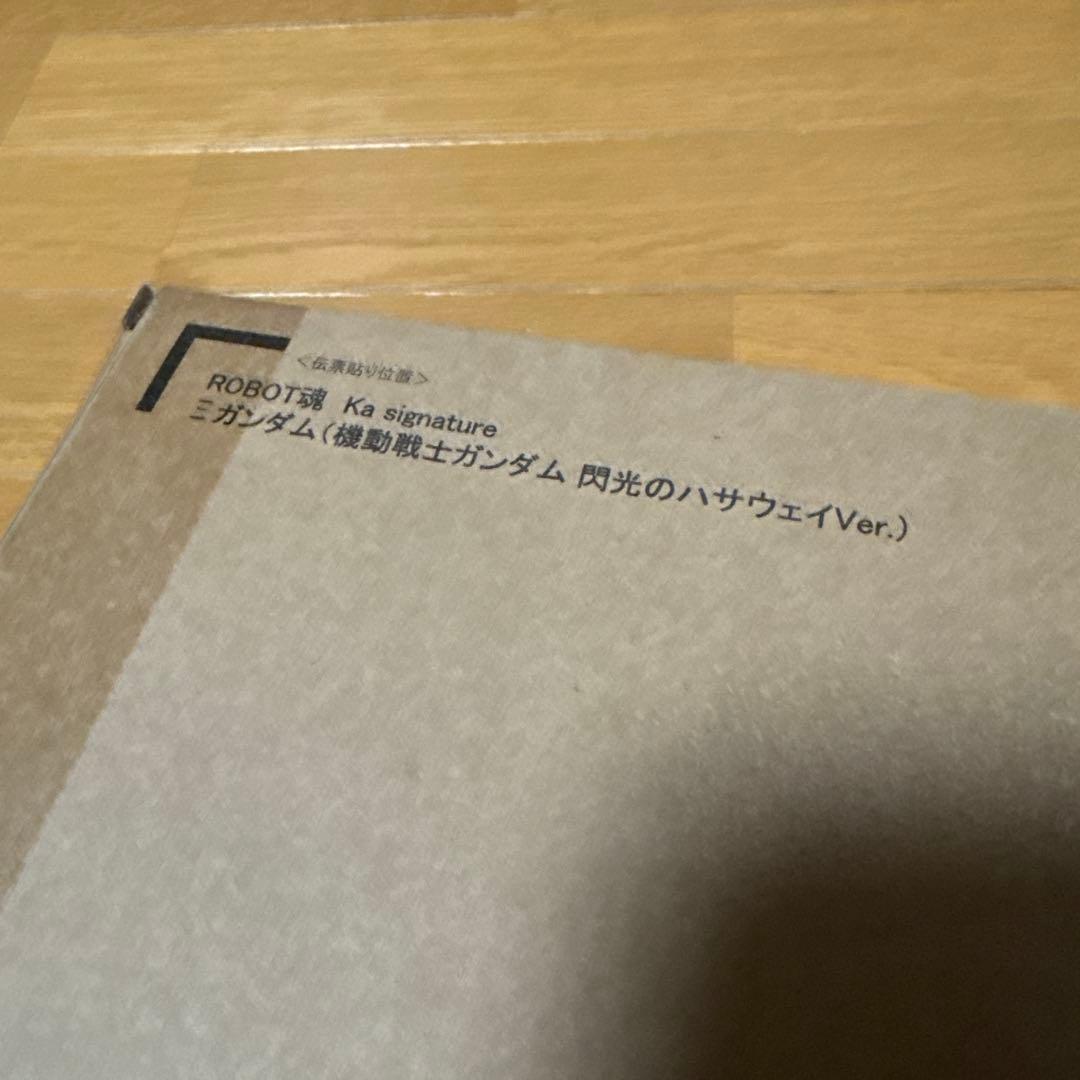 <伝票貼り位置>
ROBOT魂 Ka signature
Ξガンダム(機動戦士ガンダム 閃光のハサウェイVer.)